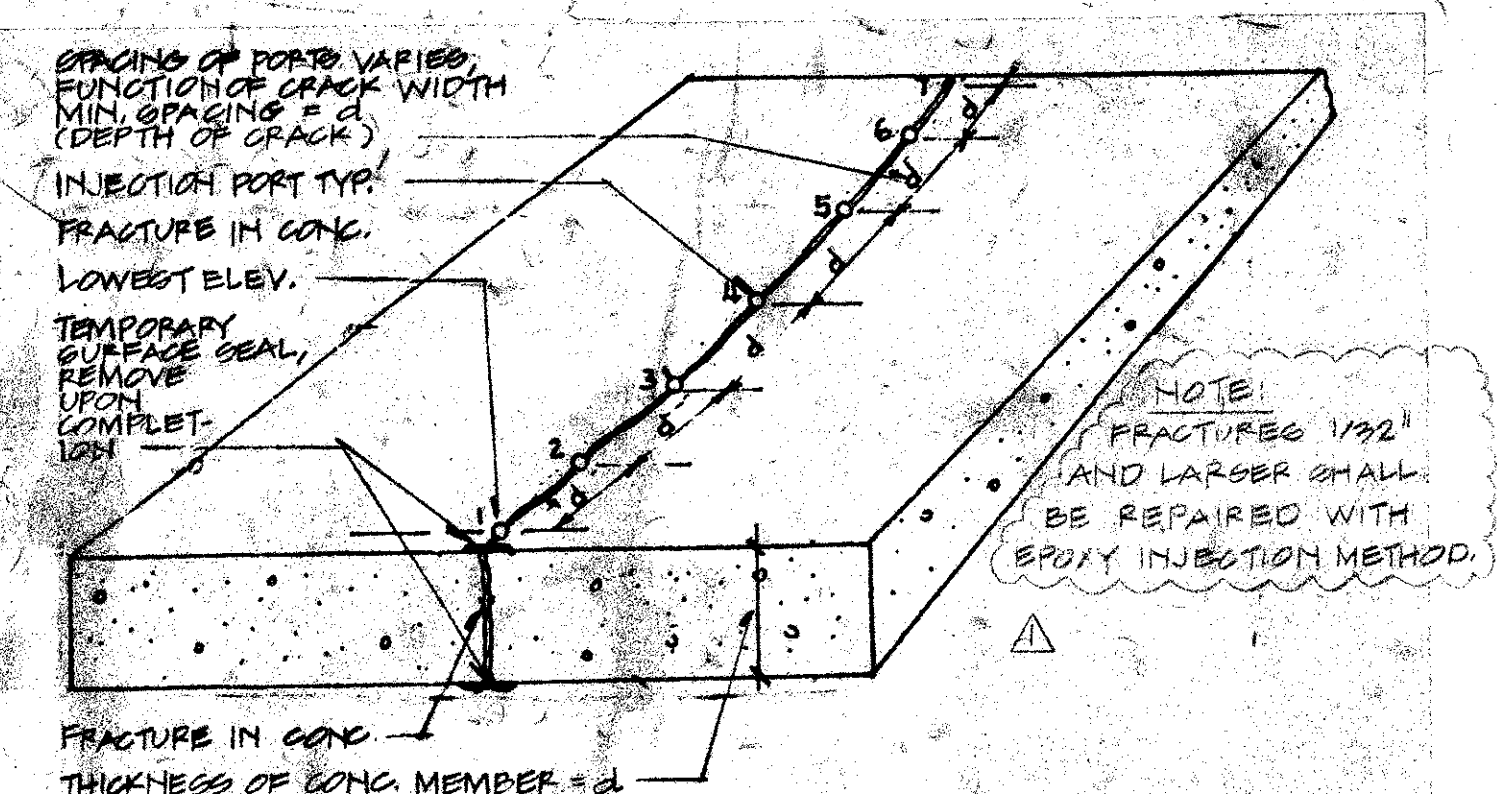 SPACING OF PORTS VARIES,
FUNCTION OF CRACK WIDTH
MIN. SPACING = d
(DEPTH OF CRACK)
INJECTION PORT TYP.
FRACTURE IN CONC.
LOWEST ELEV.
TEMPORARY
SURFACE SEAL,
REMOVE
UPON
COMPLET-
ION
7
d
6
d
5
d
4
d
3
d
2
d
1
NOTE:
FRACTURES 1/32"
AND LARGER SHALL
BE REPAIRED WITH
EPOXY INJECTION METHOD.
1
FRACTURE IN CONC.
THICKNESS OF CONC. MEMBER = d